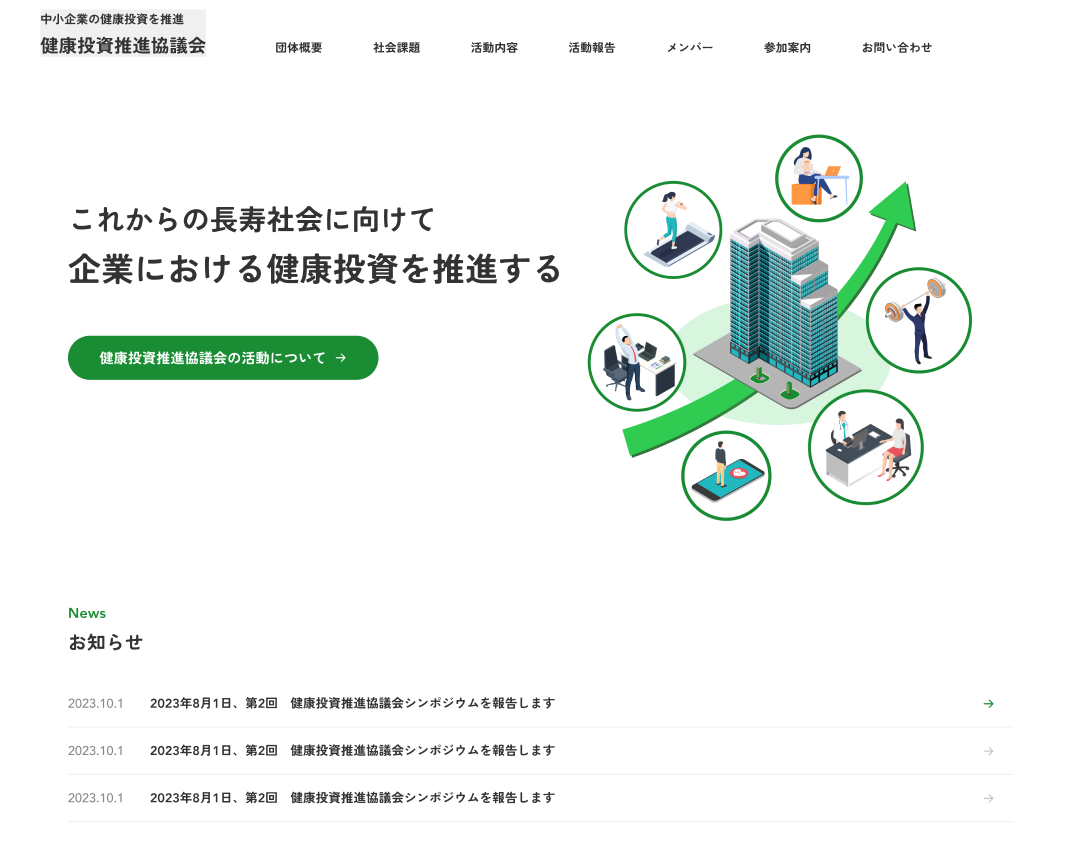 中小企業の健康投資を推進
健康投資推進協議会
団体概要 社会課題 活動内容 活動報告 メンバー 参加案内 お問い合わせ
これからの長寿社会に向けて
企業における健康投資を推進する
健康投資推進協議会の活動について →
News
お知らせ
2023.10.1 2023年8月1日、第2回　健康投資推進協議会シンポジウムを報告します →
2023.10.1 2023年8月1日、第2回　健康投資推進協議会シンポジウムを報告します →
2023.10.1 2023年8月1日、第2回　健康投資推進協議会シンポジウムを報告します →